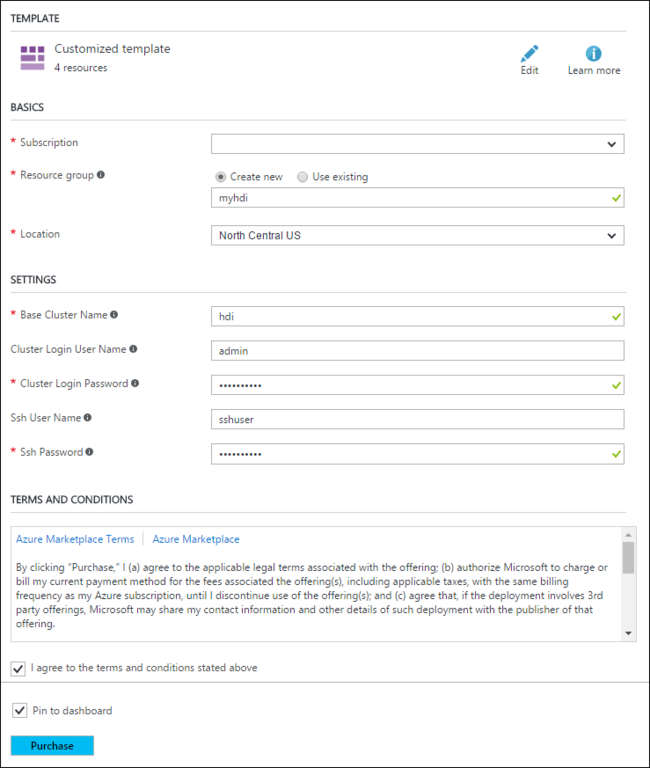 TEMPLATE
Customized template
4 resources
Edit
Learn more
BASICS
* Subscription
* Resource group
Create new
Use existing
myhdi
* Location
North Central US
SETTINGS
* Base Cluster Name
hdi
Cluster Login User Name
admin
* Cluster Login Password
••••••••••
Ssh User Name
sshuser
* Ssh Password
••••••••••
TERMS AND CONDITIONS
Azure Marketplace Terms
Azure Marketplace
By clicking “Purchase,” I (a) agree to the applicable legal terms associated with the offering; (b) authorize Microsoft to charge or
bill my current payment method for the fees associated the offering(s), including applicable taxes, with the same billing
frequency as my Azure subscription, until I discontinue use of the offering(s); and (c) agree that, if the deployment involves 3rd
party offerings, Microsoft may share my contact information and other details of such deployment with the publisher of that
offering.
I agree to the terms and conditions stated above
Pin to dashboard
Purchase